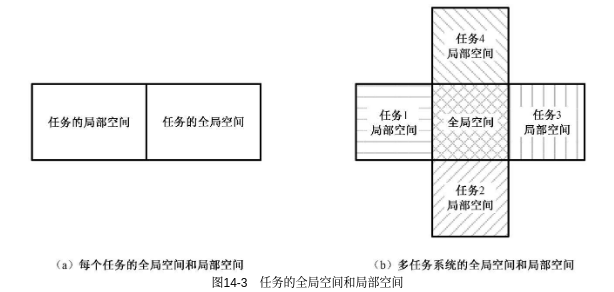 任务的局部空间
任务的全局空间
任务4
局部空间
任务1
局部空间
全局空间
任务3
局部空间
任务2
局部空间
（a）每个任务的全局空间和局部空间
（b）多任务系统的全局空间和局部空间
图14-3 任务的全局空间和局部空间